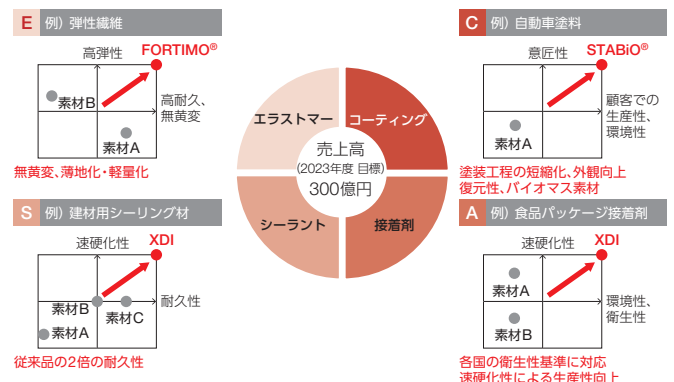 E 例）弾性繊維
高弾性 FORTIMO®
素材B
高耐久、
無黄変
素材A
無黄変、薄地化・軽量化
C 例）自動車塗料
意匠性 STABiO®
顧客での
生産性、
環境性
素材A
塗装工程の短縮化、外観向上
復元性、バイオマス素材
エラストマー
コーティング
売上高
(2023年度 目標)
300億円
シーラント
接着剤
S 例）建材用シーリング材
速硬化性 XDI
耐久性
素材B
素材C
素材A
従来品の2倍の耐久性
A 例）食品パッケージ接着剤
速硬化性 XDI
素材A
環境性、
衛生性
素材B
各国の衛生性基準に対応
速硬化性による生産性向上